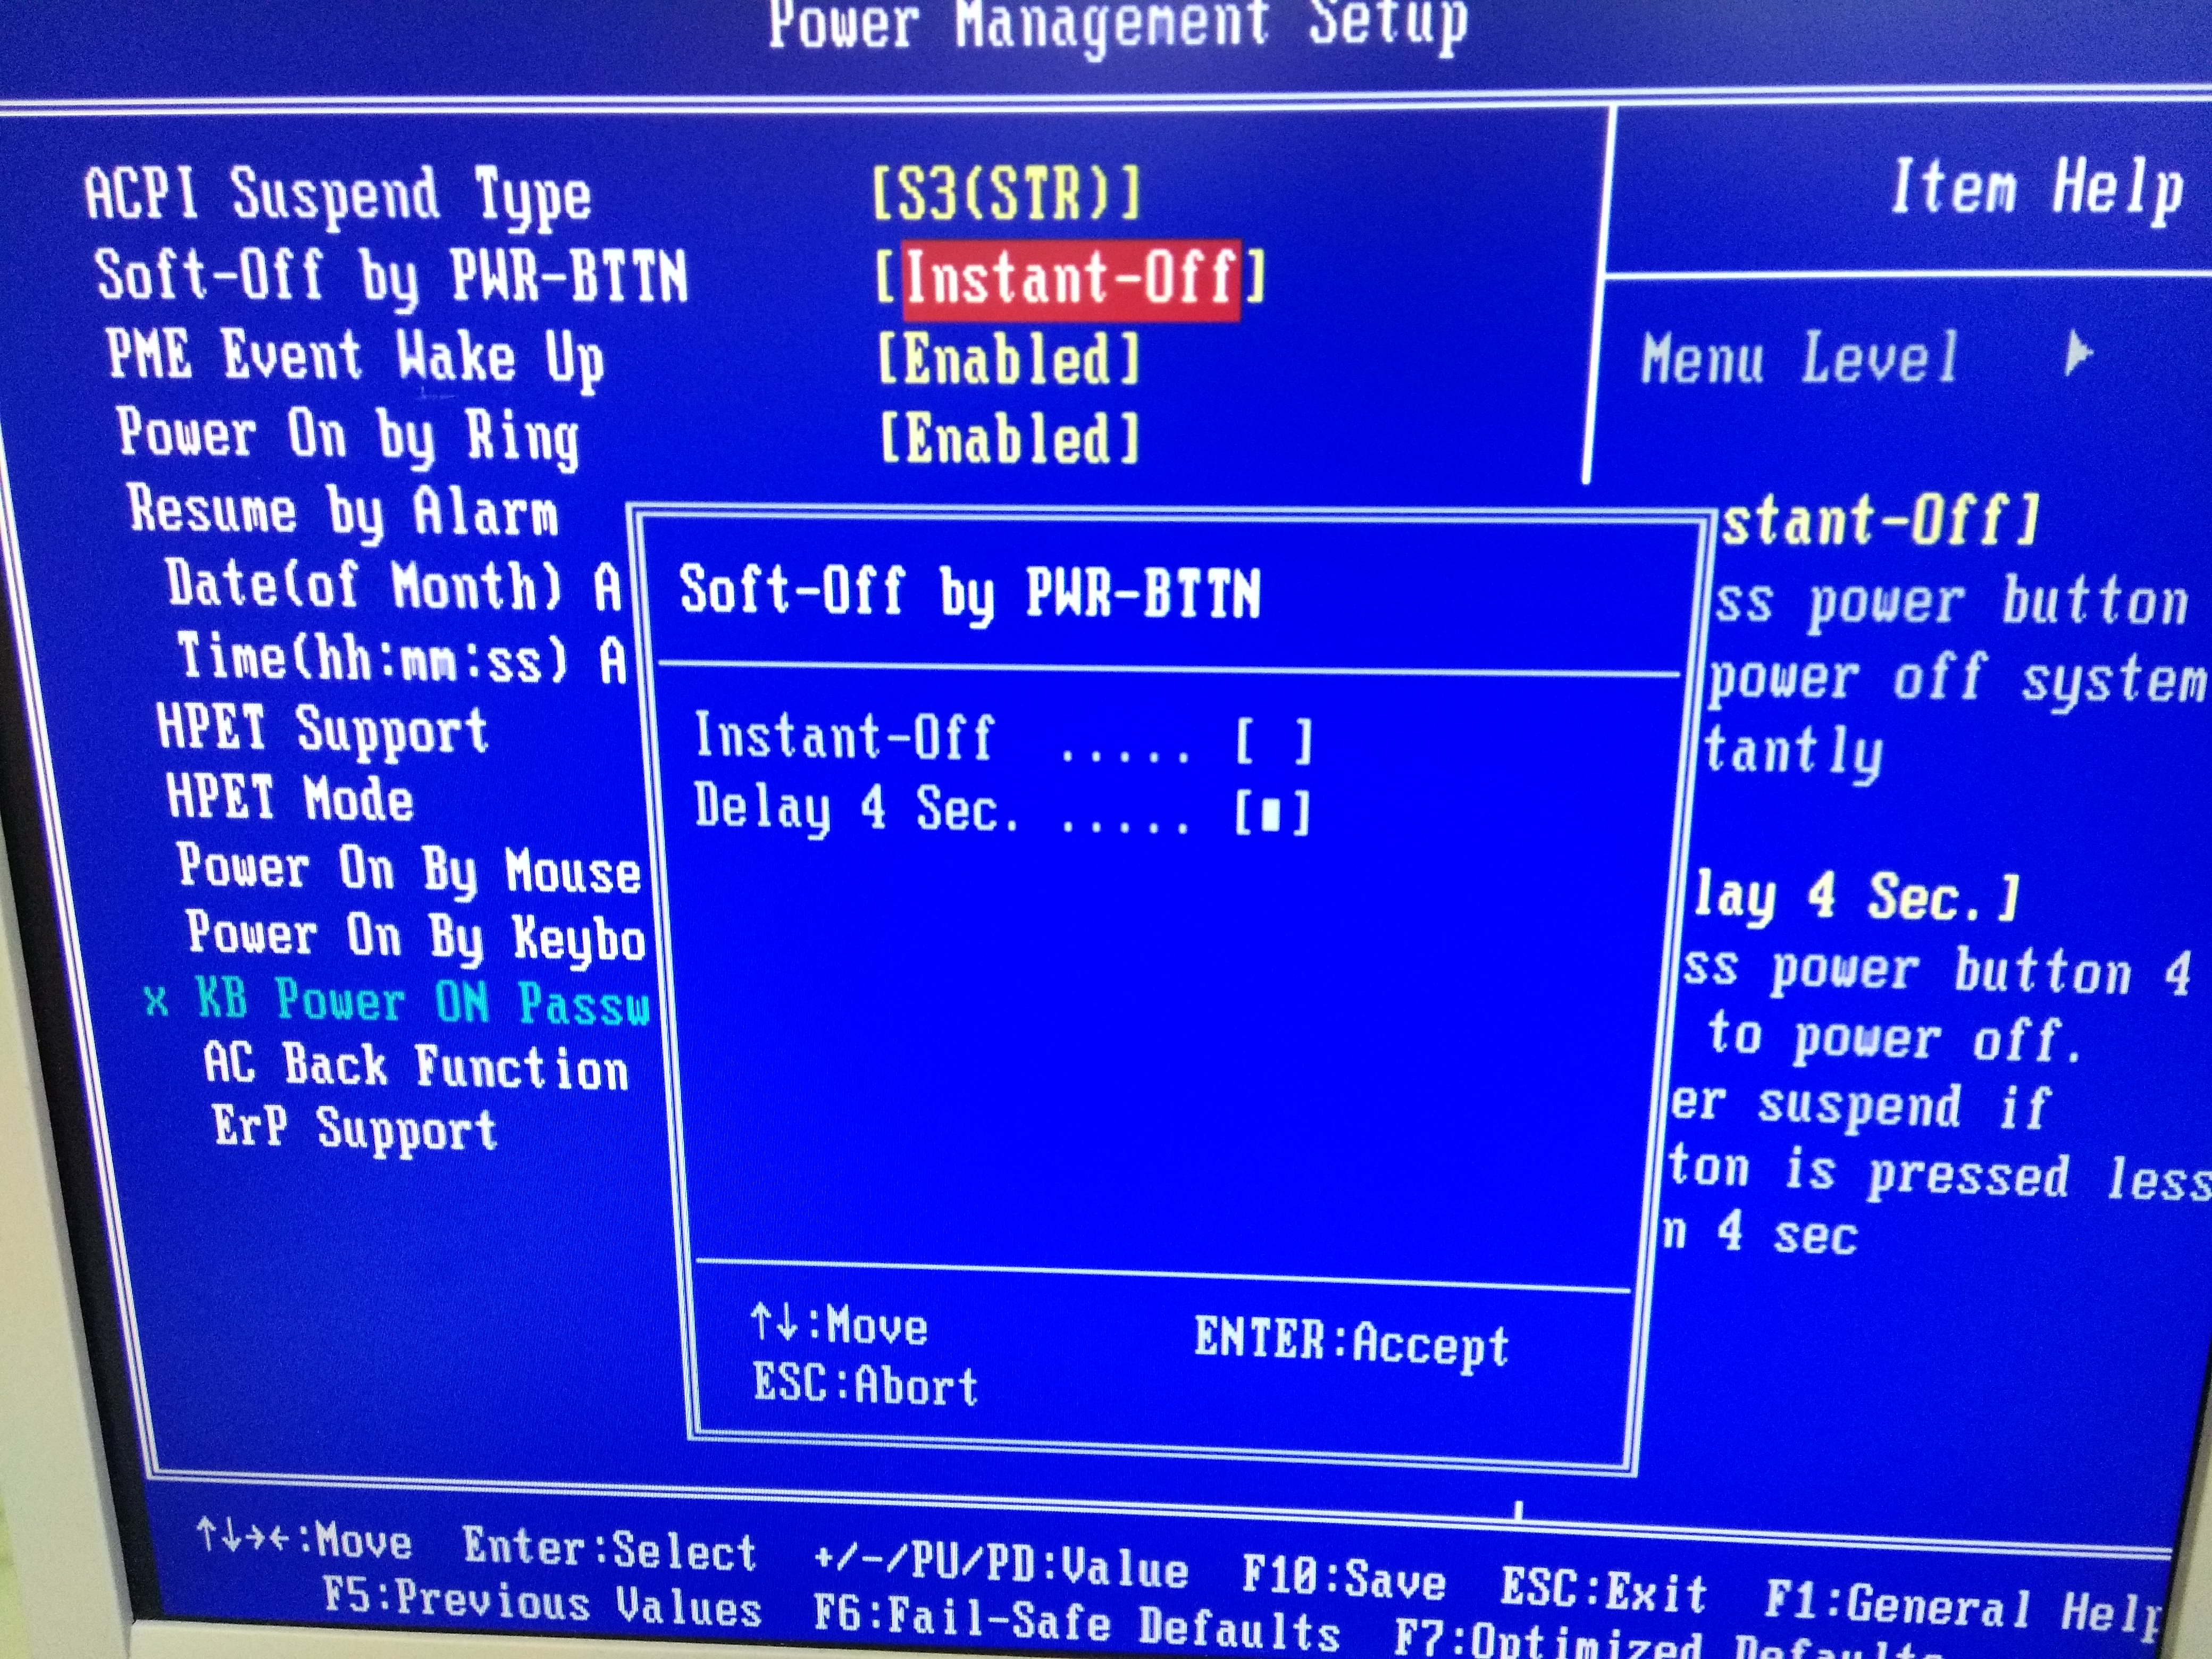 Power Management Setup
ACPI Suspend Type [S3(STR)]
Soft-Off by PWR-BTTN [Instant-Off]
PME Event Wake Up [Enabled]
Power On by Ring [Enabled]
Resume by Alarm
Date(of Month) A
Time(hh:mm:ss) A
HPET Support
HPET Mode
Power On By Mouse
Power On By Keybo
x KB Power ON Passw
AC Back Function
ErP Support
Soft-Off by PWR-BTTN
Instant-Off ..... [ ]
Delay 4 Sec. ..... [▮]
↑↓:Move ENTER:Accept
ESC:Abort
Item Help
Menu Level ▶
stant-Off]
ss power button
power off system
tantly
lay 4 Sec.]
ss power button 4
to power off.
er suspend if
ton is pressed less
n 4 sec
↑↓→←:Move Enter:Select +/-/PU/PD:Value F10:Save ESC:Exit F1:General Help
F5:Previous Values F6:Fail-Safe Defaults F7:Optimized Defaults